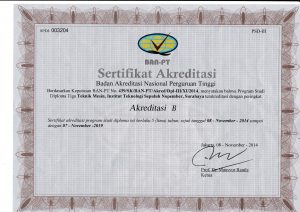 SERI 003204
PSD-III
BAN-PT
Sertifikat Akreditasi
Badan Akreditasi Nasional Perguruan Tinggi
Berdasarkan Keputusan BAN-PT No. 439/SK/BAN-PT/Akred/Dpl-III/XI/2014, menyatakan bahwa Program Studi
Diploma Tiga Teknik Mesin, Institut Teknologi Sepuluh Nopember, Surabaya terakreditasi dengan peringkat
Akreditasi B
Sertifikat akreditasi program studi diploma ini berlaku 5 (lima) tahun, sejak tanggal 08 - November - 2014 sampai
dengan 07 - November -2019
Jakarta, 08 - November - 2014
Ketua